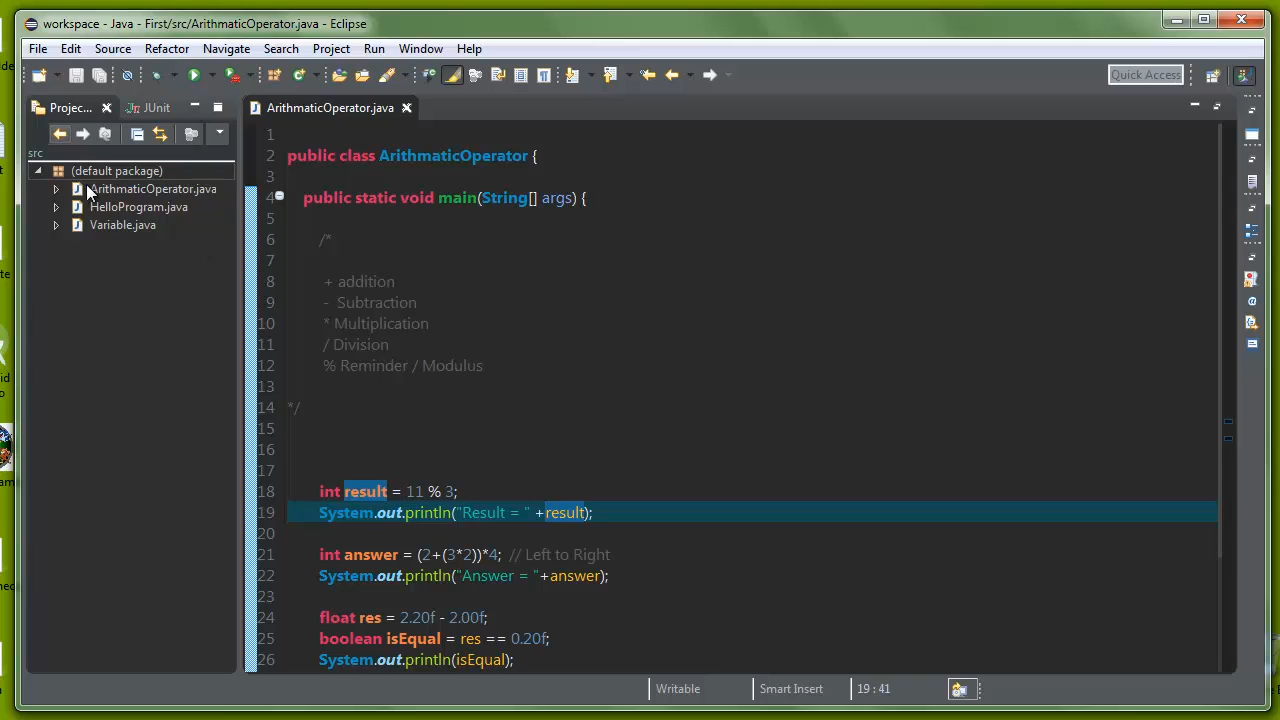 workspace - Java - First/src/ArithmaticOperator.java - Eclipse
File Edit Source Refactor Navigate Search Project Run Window Help
Quick Access
Projec... JUnit
ArithmaticOperator.java
src
(default package)
ArithmaticOperator.java
HelloProgram.java
Variable.java
1
2 public class ArithmaticOperator {
3
4 public static void main(String[] args) {
5
6 /*
7
8 + addition
9 - Subtraction
10 * Multiplication
11 / Division
12 % Reminder / Modulus
13
14 */
15
16
17
18 int result = 11 % 3;
19 System.out.println("Result = " +result);
20
21 int answer = (2+(3*2))*4; // Left to Right
22 System.out.println("Answer = "+answer);
23
24 float res = 2.20f - 2.00f;
25 boolean isEqual = res == 0.20f;
26 System.out.println(isEqual);
Writable Smart Insert 19 : 41